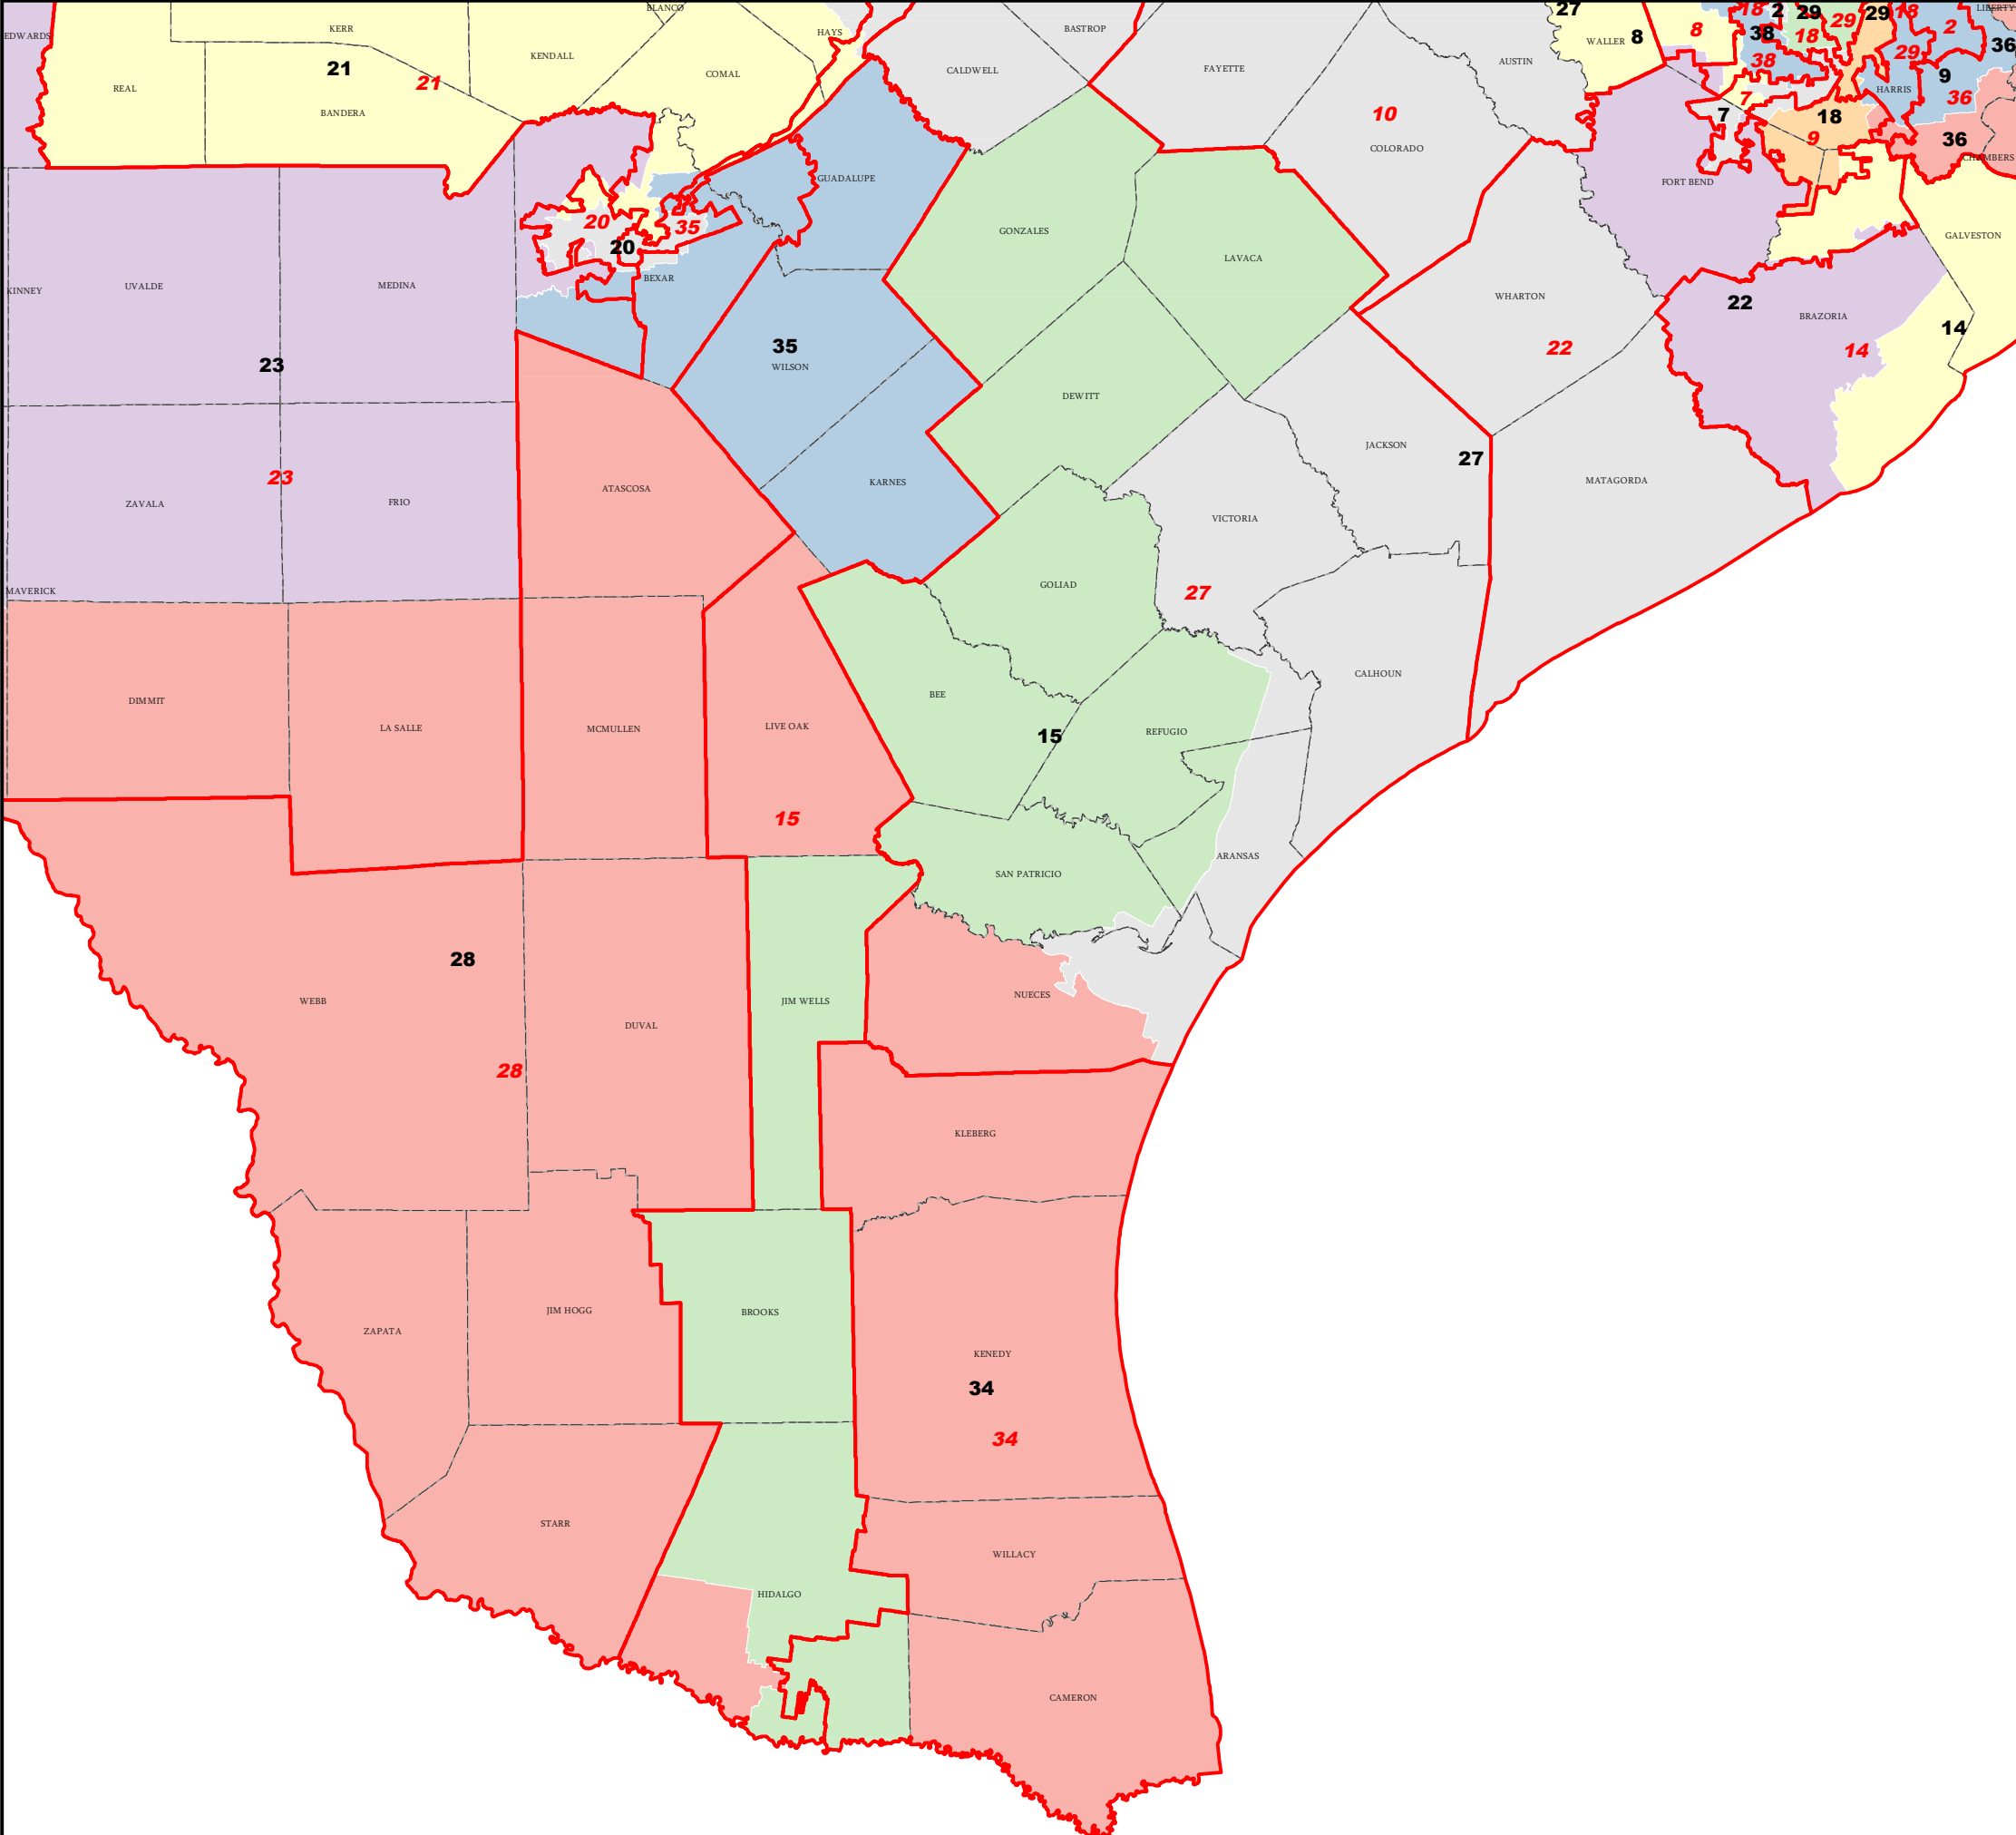 BLANCO
27
18
2
29
29
18
LIBERTY
EDWARDS
KERR
HAYS
BASTROP
WALLER
8
8
38
18
29
2
36
KENDALL
FAYETTE
AUSTIN
38
29
21
21
COMAL
CALDWELL
9
REAL
HARRIS
36
BANDERA
10
7
7
18
COLORADO
9
36
CHAMBERS
GUADALUPE
FORT BEND
20
35
GONZALES
GALVESTON
20
LAVACA
KINNEY
UVALDE
MEDINA
BEXAR
WHARTON
22
BRAZORIA
14
35
22
14
23
WILSON
DEWITT
JACKSON
27
23
KARNES
ATASCOSA
MATAGORDA
ZAVALA
FRIO
VICTORIA
GOLIAD
MAVERICK
27
CALHOUN
BEE
DIMMIT
LA SALLE
MCMULLEN
LIVE OAK
15
REFUGIO
15
ARANSAS
SAN PATRICIO
28
WEBB
JIM WELLS
NUECES
DUVAL
28
KLEBERG
JIM HOGG
BROOKS
ZAPATA
KENEDY
34
34
STARR
WILLACY
HIDALGO
CAMERON